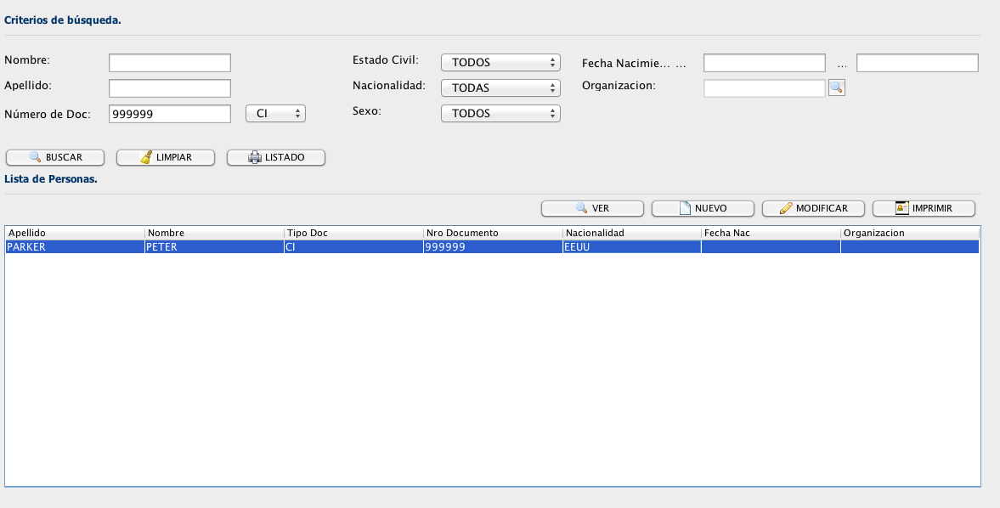 Criterios de búsqueda.
Nombre: Estado Civil: TODOS Fecha Nacimie... ... ...
Apellido: Nacionalidad: TODAS Organizacion:
Número de Doc: 999999 CI Sexo: TODOS
BUSCAR LIMPIAR LISTADO
Lista de Personas.
VER NUEVO MODIFICAR IMPRIMIR
Apellido Nombre Tipo Doc Nro Documento Nacionalidad Fecha Nac Organizacion
PARKER PETER CI 999999 EEUU